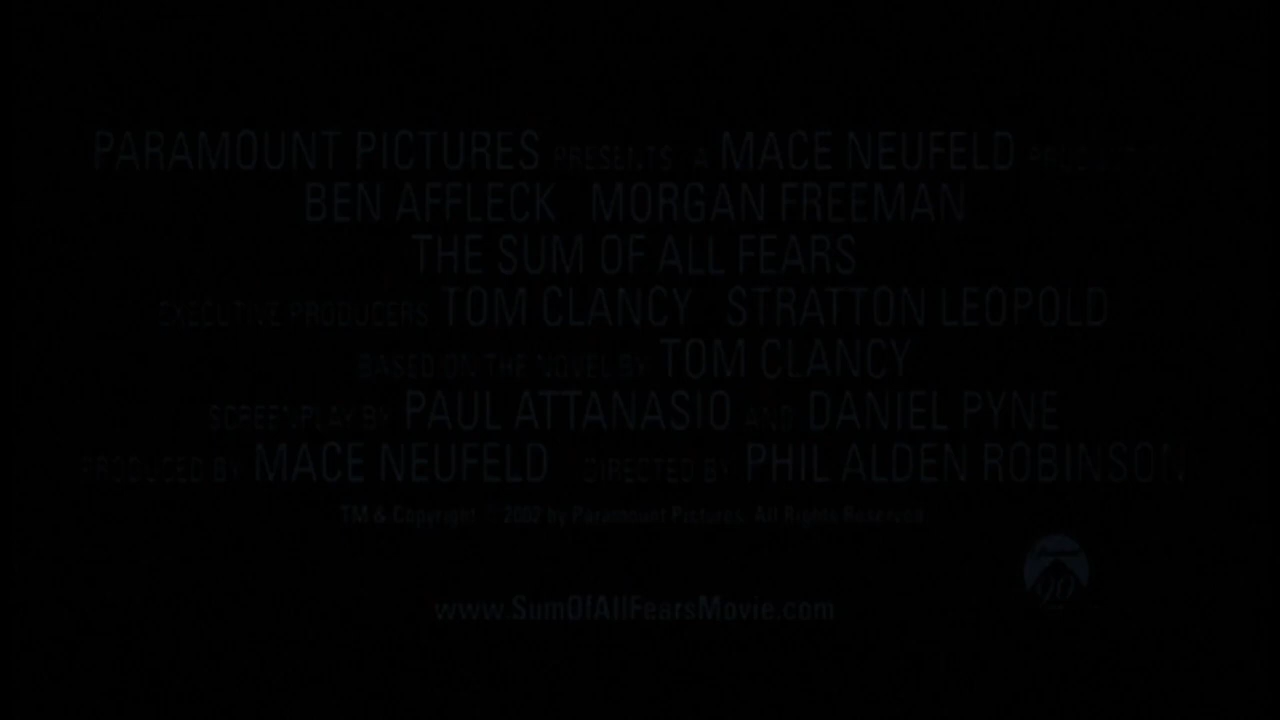 PARAMOUNT PICTURES PRESENTS A MACE NEUFELD PRODUCTION
BEN AFFLECK MORGAN FREEMAN
THE SUM OF ALL FEARS
EXECUTIVE PRODUCERS TOM CLANCY STRATTON LEOPOLD
BASED ON THE NOVEL BY TOM CLANCY
SCREENPLAY BY PAUL ATTANASIO AND DANIEL PYNE
PRODUCED BY MACE NEUFELD DIRECTED BY PHIL ALDEN ROBINSON
TM & Copyright © 2002 by Paramount Pictures. All Rights Reserved
90
www.SumOfAllFearsMovie.com